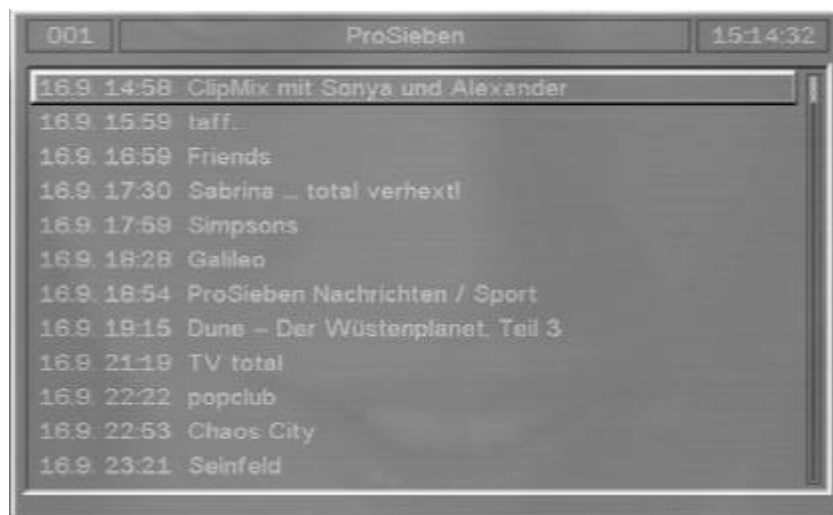 001 ProSieben 15:14:32
16.9. 14:58 ClipMix mit Sonya und Alexander
16.9. 15:59 taff.
16.9. 16:59 Friends
16.9. 17:30 Sabrina ... total verhext!
16.9. 17:59 Simpsons
16.9. 18:28 Galileo
16.9. 18:54 ProSieben Nachrichten / Sport
16.9. 19:15 Dune – Der Wüstenplanet, Teil 3
16.9. 21:19 TV total
16.9. 22:22 popclub
16.9. 22:53 Chaos City
16.9. 23:21 Seinfeld